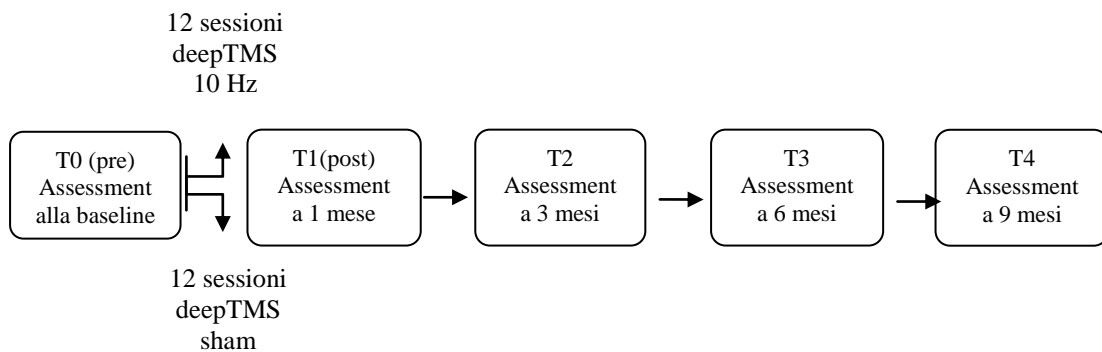 12 sessioni
deepTMS
10 Hz
T0 (pre)
Assessment
alla baseline
T1(post)
Assessment
a 1 mese
T2
Assessment
a 3 mesi
T3
Assessment
a 6 mesi
T4
Assessment
a 9 mesi
12 sessioni
deepTMS
sham